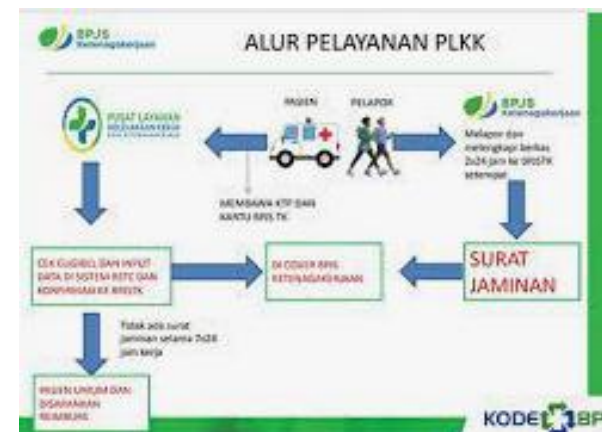 BPJS
Ketenagakerjaan
ALUR PELAYANAN PLKK
PUSAT LAYANAN
KECELAKAAN KERJA
PASIEN
PELAPOR
BPJS
Ketenagakerjaan
Melapor dan
melengkapi berkas
2x24 jam ke BPJSTK
setempat
MEMBAWA KTP DAN
KARTU BPJS TK
CEK ELIGIBEL DAN INPUT
DATA DI SISTEM
DAN
KONFIRMASI KE BPJSTK
DI COVER BPJS
KETENAGAKERJAAN
SURAT
JAMINAN
Tidak ada surat
jaminan selama 7x24
jam kerja
PASIEN UMUM DAN
DISARANKAN
KODE
BP